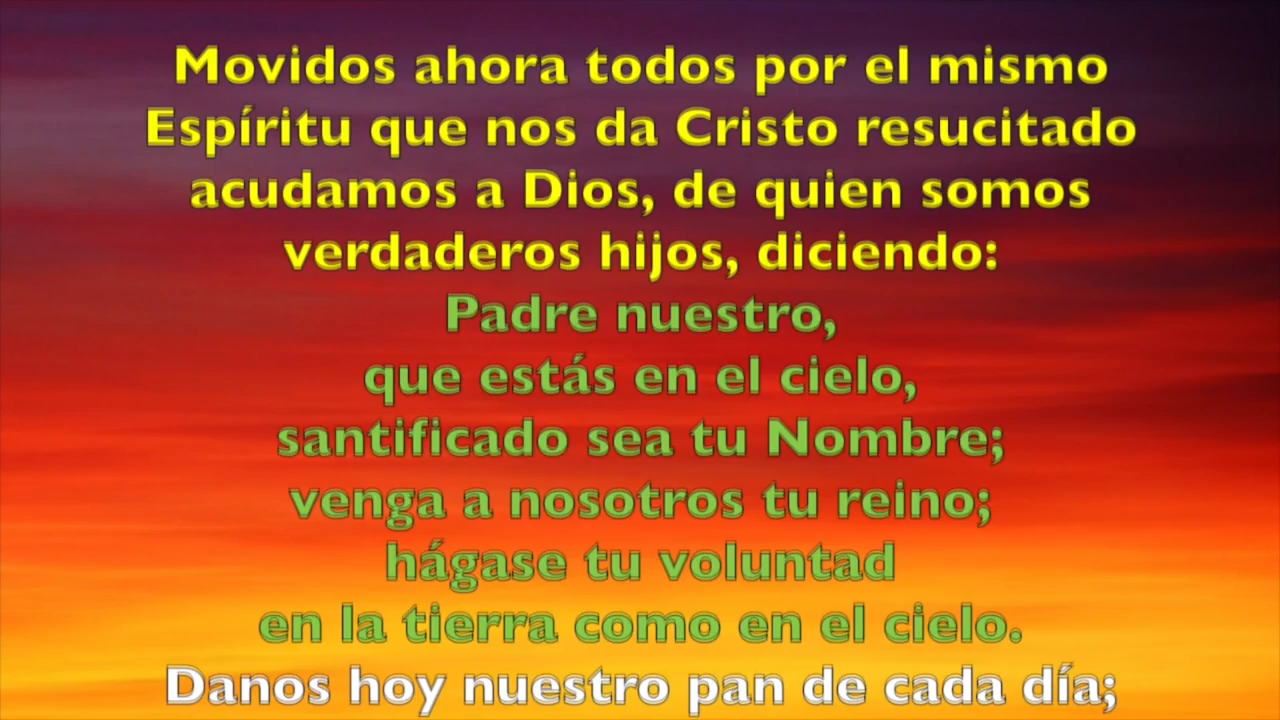 Movidos ahora todos por el mismo
Espíritu que nos da Cristo resucitado
acudamos a Dios, de quien somos
verdaderos hijos, diciendo:
Padre nuestro,
que estás en el cielo,
santificado sea tu Nombre;
venga a nosotros tu reino;
hágase tu voluntad
en la tierra como en el cielo.
Danos hoy nuestro pan de cada día;